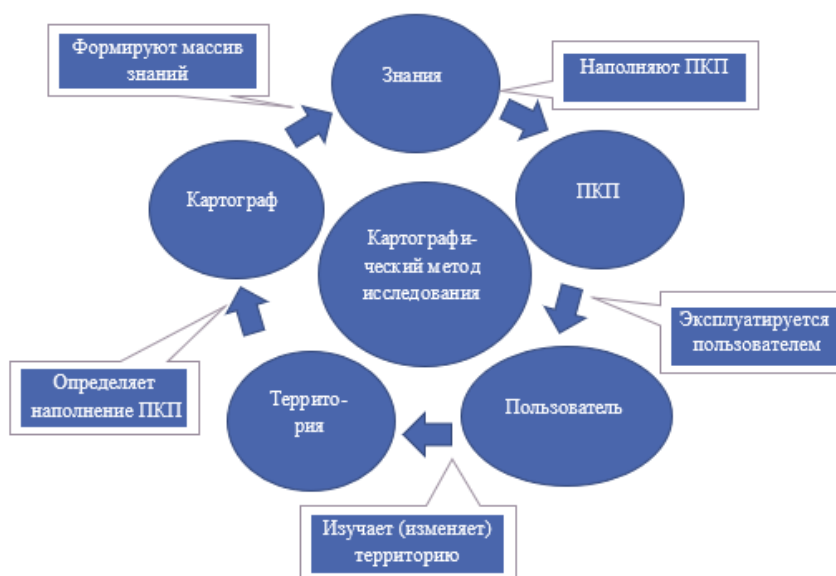 Формируют массив
знаний
Знания
Наполняют ПКП
Картограф
ПКП
Картографи-
ческий метод
исследования
Эксплуатируется
пользователем
Определяет
наполнение ПКП
Террито-
рия
Пользователь
Изучает (изменяет)
территорию